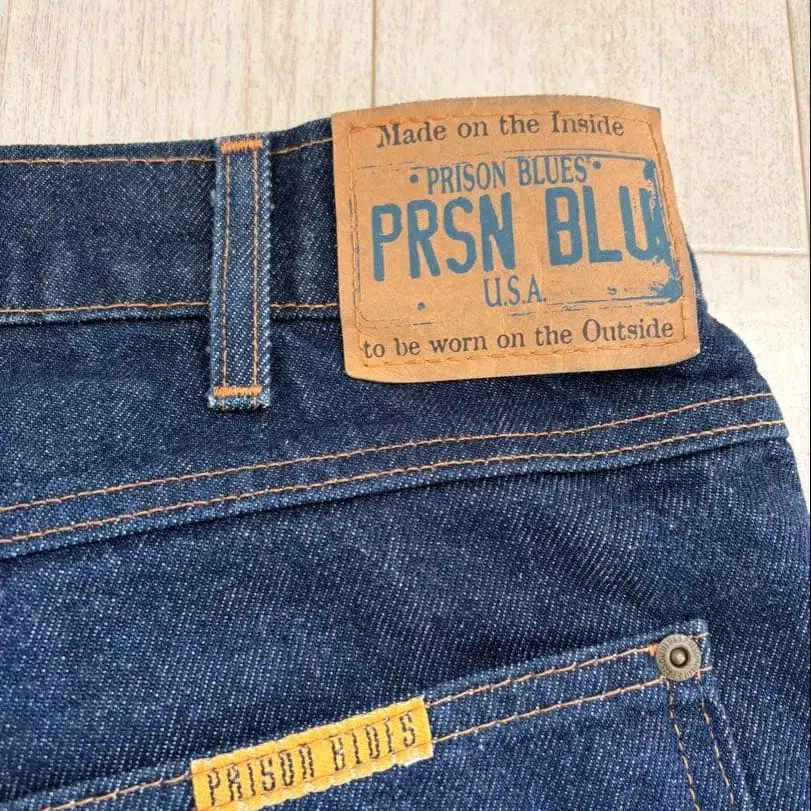 Made on the Inside
PRISON BLUES
PRSN BLU
U.S.A.
to be worn on the Outside
PRISON BLUES